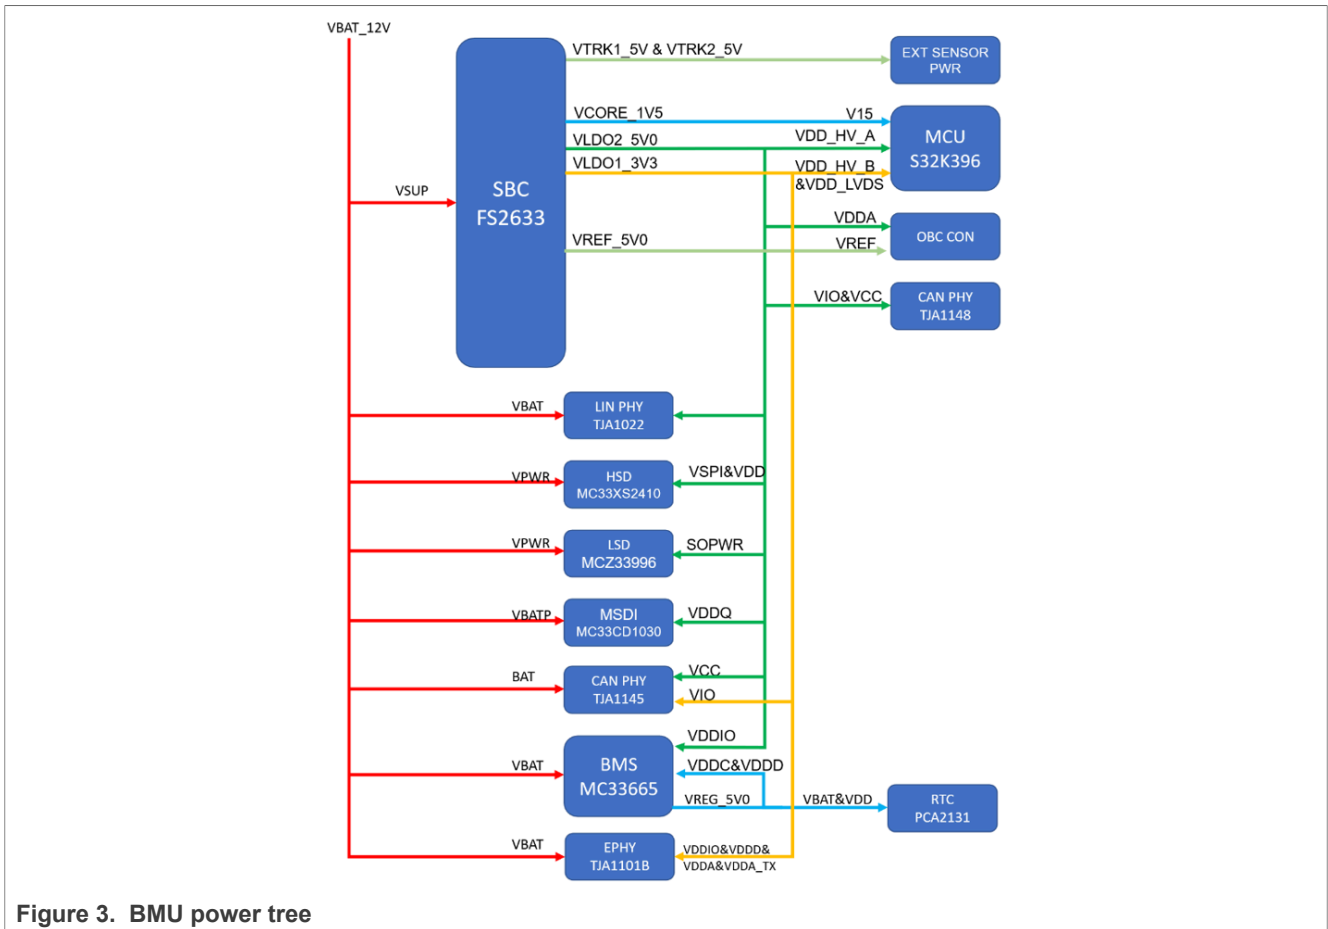 VBAT_12V
VTRK1_5V & VTRK2_5V
EXT SENSOR
PWR
VCORE_1V5
V15
VLDO2_5V0
VDD_HV_A
MCU
S32K396
VLDO1_3V3
VDD_HV_B
&VDD_LVDS
VSUP
SBC
FS2633
VDDA
OBC CON
VREF_5V0
VREF
VIO&VCC
CAN PHY
TJA1148
VBAT
LIN PHY
TJA1022
VPWR
HSD
MC33XS2410
VSPI&VDD
VPWR
LSD
MCZ33996
SOPWR
VBATP
MSDI
MC33CD1030
VDDQ
BAT
CAN PHY
TJA1145
VCC
VIO
VBAT
BMS
MC33665
VDDIO
VDDC&VDDD
VREG_5V0
VBAT&VDD
RTC
PCA2131
VBAT
EPHY
TJA1101B
VDDIO&VDDD&
VDDA&VDDA_TX
Figure 3. BMU power tree